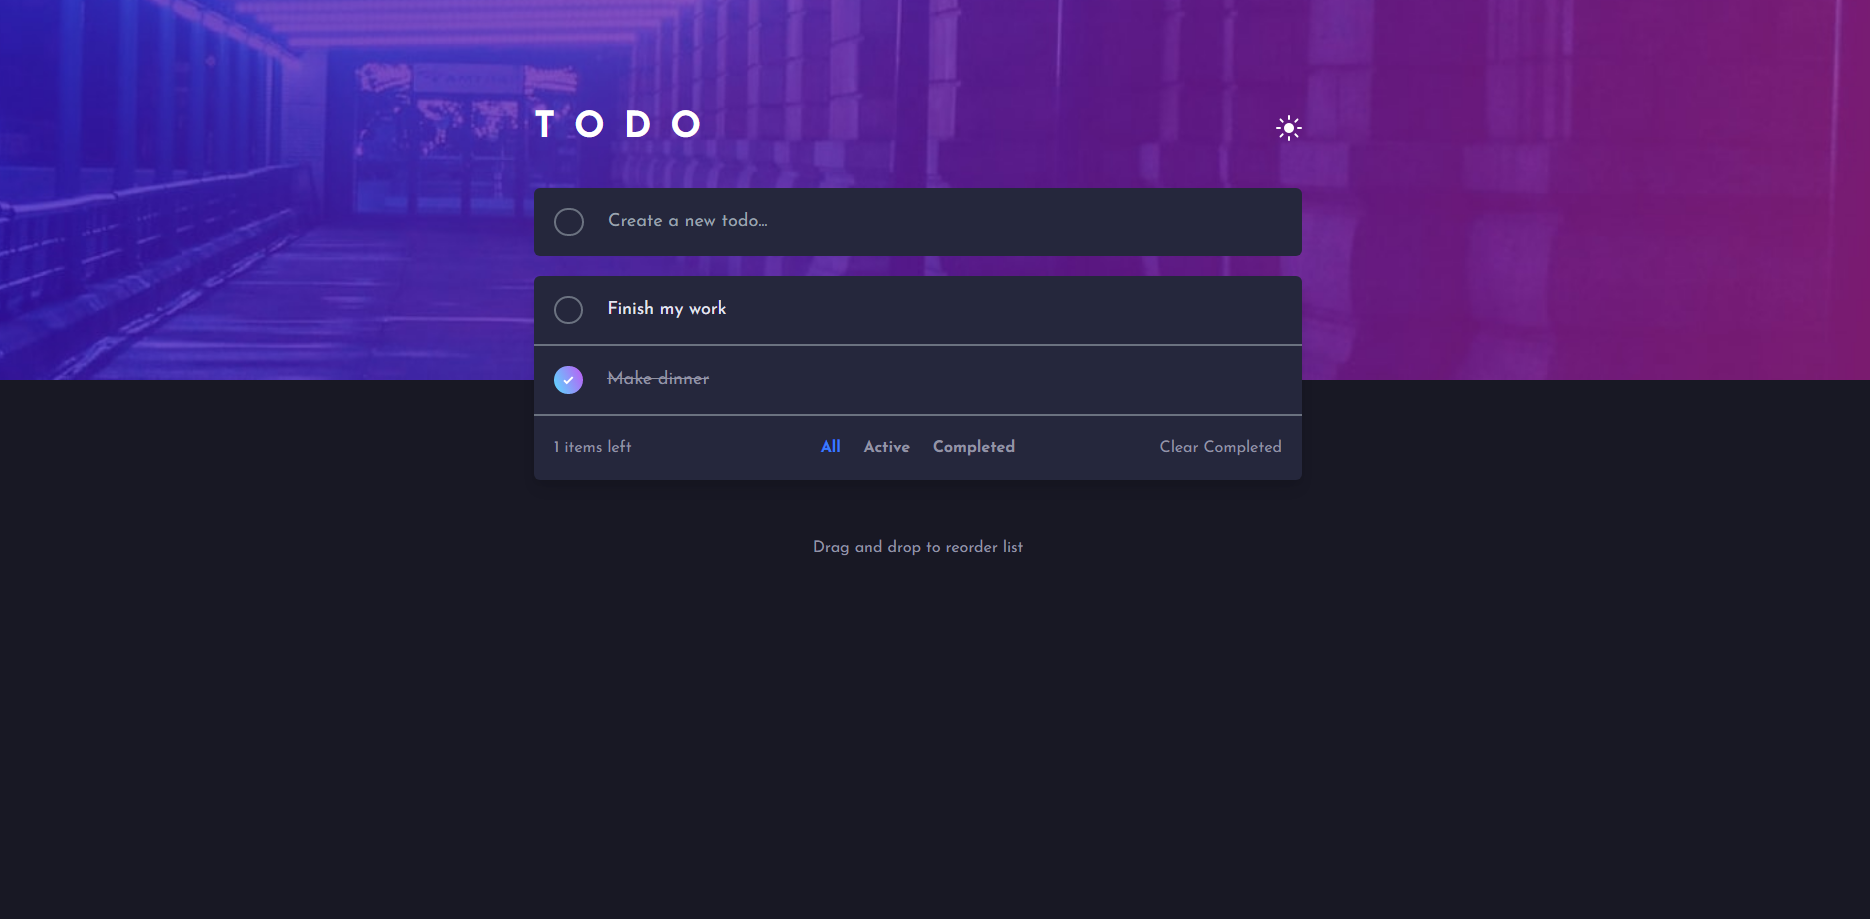 TODO
Create a new todo...
Finish my work
Make dinner
1 items left All Active Completed Clear Completed
Drag and drop to reorder list